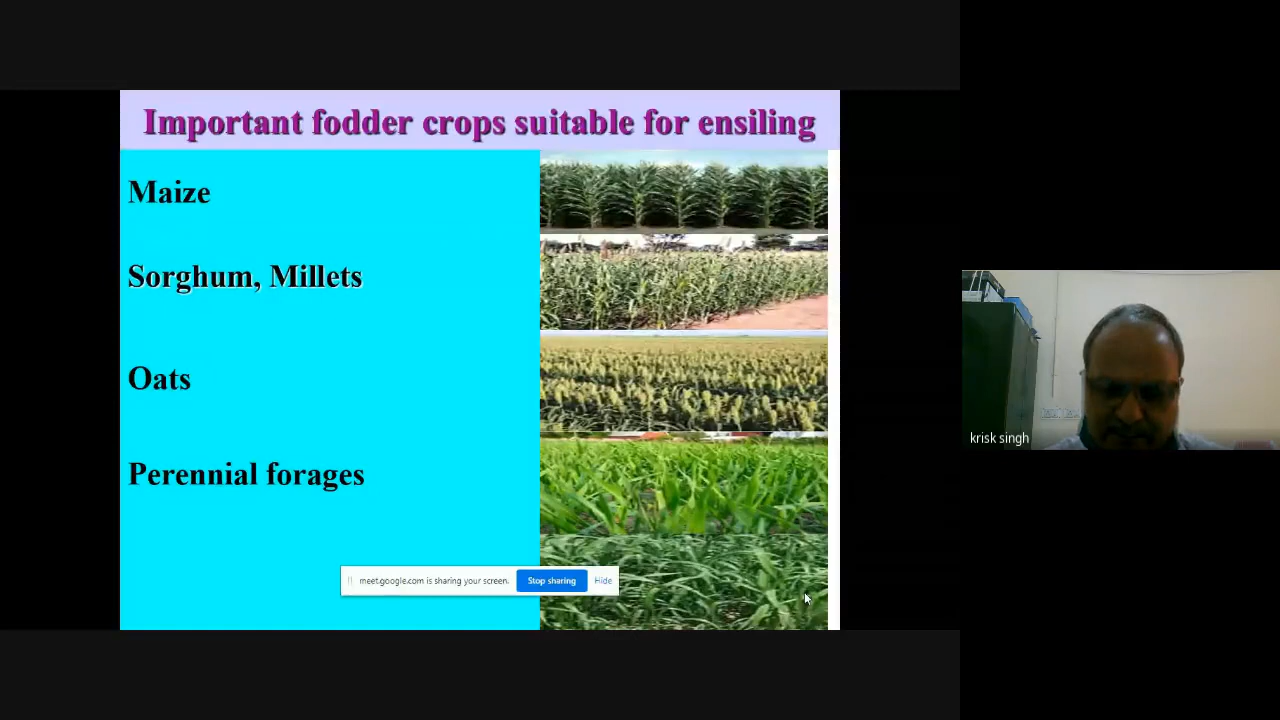 Important fodder crops suitable for ensiling
Maize
Sorghum, Millets
Oats
Perennial forages
meet.google.com is sharing your screen.
Stop sharing
Hide
krisk singh